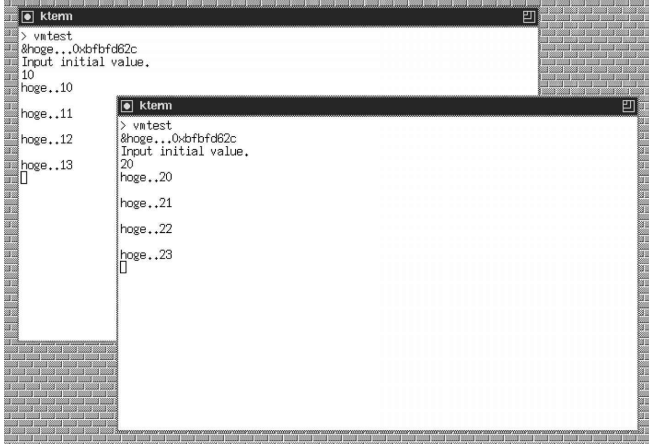 kterm
> vmtest
&hoge...0xbfbfd62c
Input initial value.
10
hoge..10
hoge..11
hoge..12
hoge..13
kterm
> vmtest
&hoge...0xbfbfd62c
Input initial value.
20
hoge..20
hoge..21
hoge..22
hoge..23